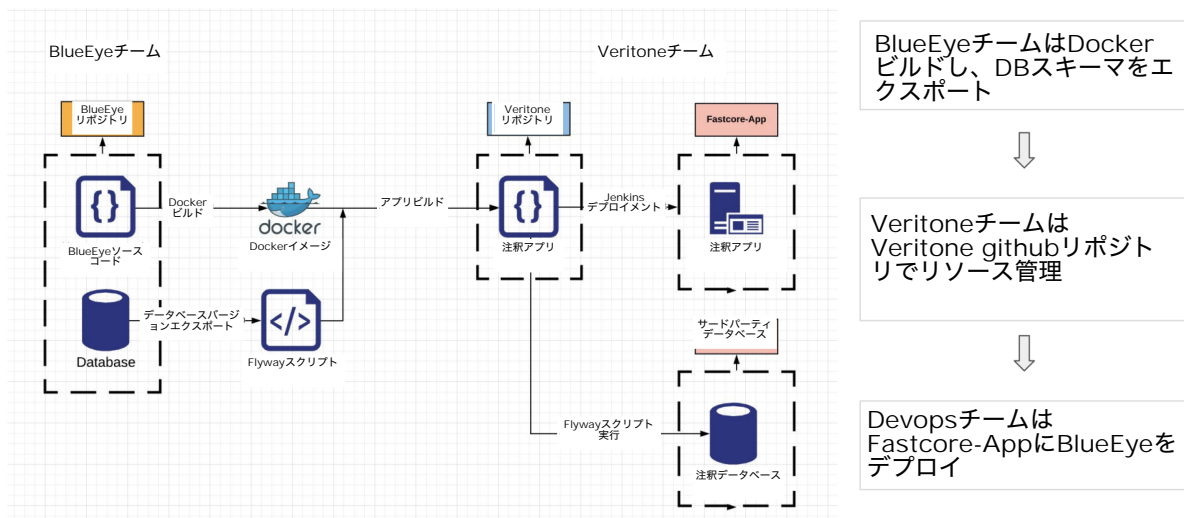 BlueEyeチーム
Veritoneチーム
BlueEye
リポジトリ
Veritone
リポジトリ
Fastcore-App
Docker
ビルド
docker
Dockerイメージ
アプリビルド
注釈アプリ
Jenkins
デプロイメント
注釈アプリ
BlueEyeソース
コード
データベースバージ
ョンエクスポート
Database
Flywayスクリプト
サードパーティ
データベース
Flywayスクリプト
実行
注釈データベース
BlueEyeチームはDocker
ビルドし、DBスキーマをエ
クスポート
Veritoneチームは
Veritone githubリポジト
リでリソース管理
Devopsチームは
Fastcore-AppにBlueEyeを
デプロイ